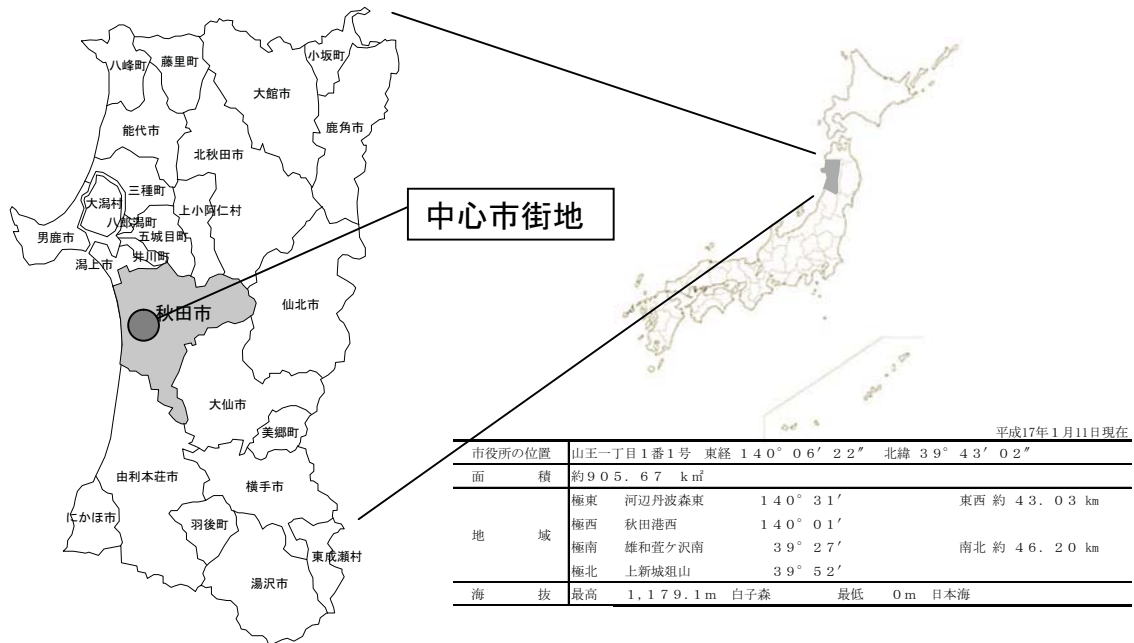 小坂町
八峰町
藤里町
大館市
鹿角市
能代市
北秋田市
三種町
大潟村
上小阿仁村
八郎潟町
五城目町
男鹿市
井川町
潟上市
中心市街地
秋田市
仙北市
大仙市
美郷町
由利本荘市
横手市
にかほ市
羽後町
東成瀬村
湯沢市
平成17年1月11日現在
市役所の位置 山王一丁目1番1号 東経 140° 06′ 22″ 北緯 39° 43′ 02″
面 積 約905.67 k㎡
地 域
極東 河辺丹波森東 140° 31′ 東西 約 43.03 km
極西 秋田港西 140° 01′
極南 雄和萱ケ沢南 39° 27′ 南北 約 46.20 km
極北 上新城爼山 39° 52′
海 抜 最高 1,179.1m 白子森 最低 0m 日本海